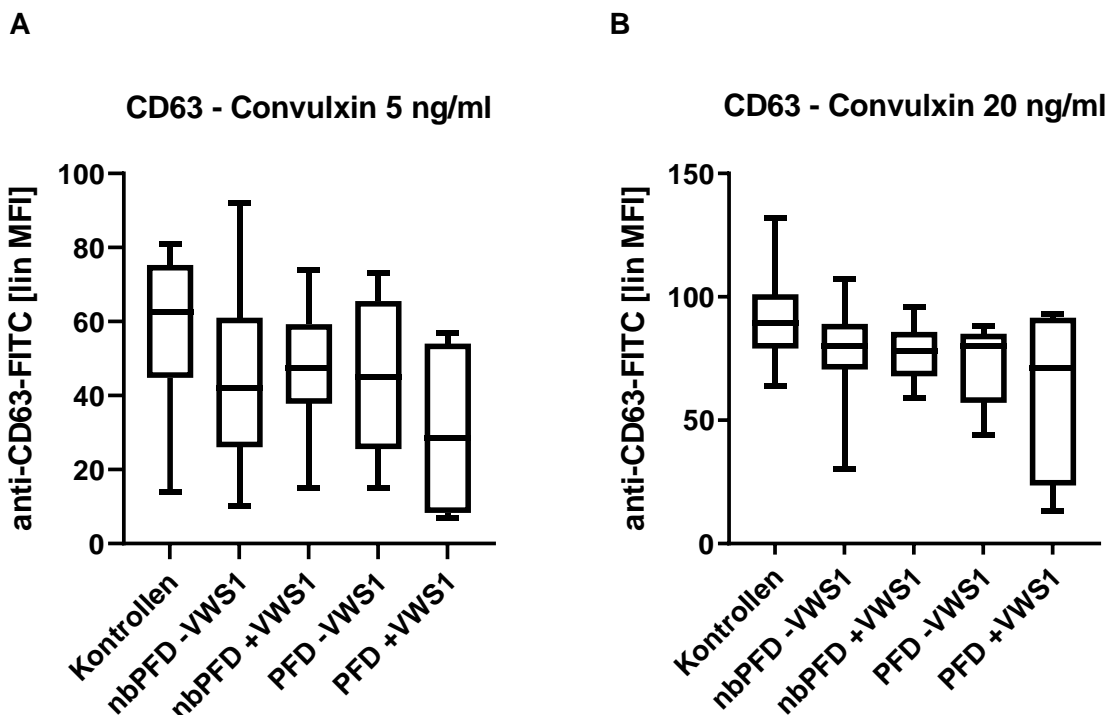 A
CD63 - Convulxin 5 ng/ml
anti-CD63-FITC [lin MFI]
100
80
60
40
20
0
Kontrollen
nbPFD -VWS1
nbPFD +VWS1
PFD -VWS1
PFD +VWS1
B
CD63 - Convulxin 20 ng/ml
anti-CD63-FITC [lin MFI]
150
100
50
0
Kontrollen
nbPFD -VWS1
nbPFD +VWS1
PFD -VWS1
PFD +VWS1